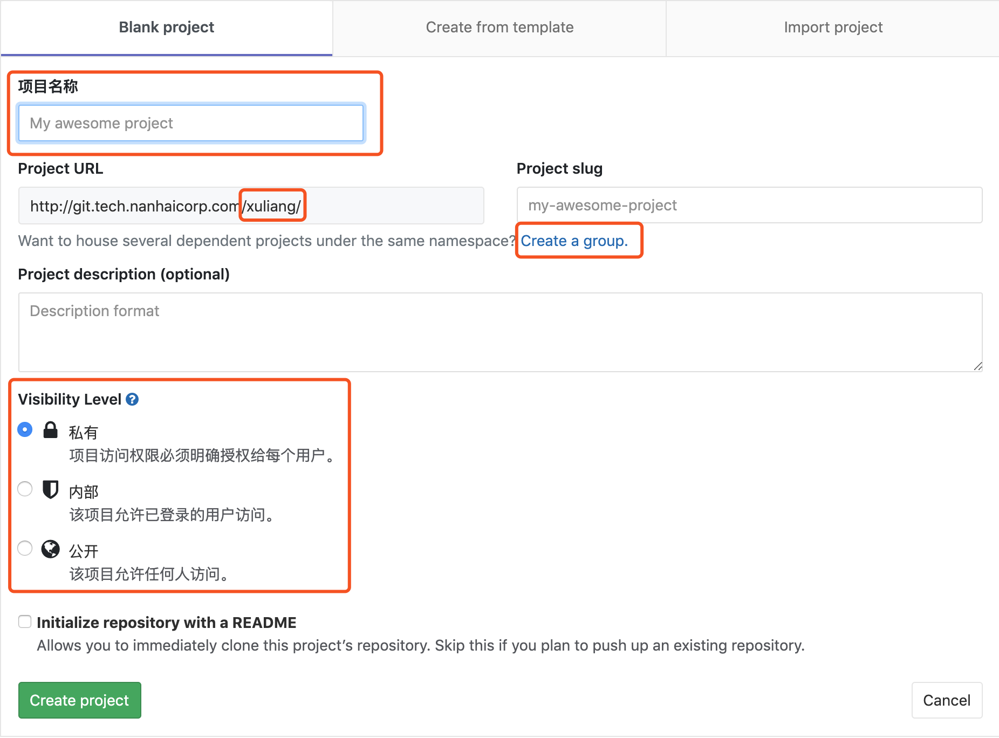 Blank project
Create from template
Import project
项目名称
My awesome project
Project URL
Project slug
http://git.tech.nanhaicorp.com/xuliang/
my-awesome-project
Want to house several dependent projects under the same namespace? Create a group.
Project description (optional)
Description format
Visibility Level ?
私有
项目访问权限必须明确授权给每个用户。
内部
该项目允许已登录的用户访问。
公开
该项目允许任何人访问。
Initialize repository with a README
Allows you to immediately clone this project’s repository. Skip this if you plan to push up an existing repository.
Create project
Cancel